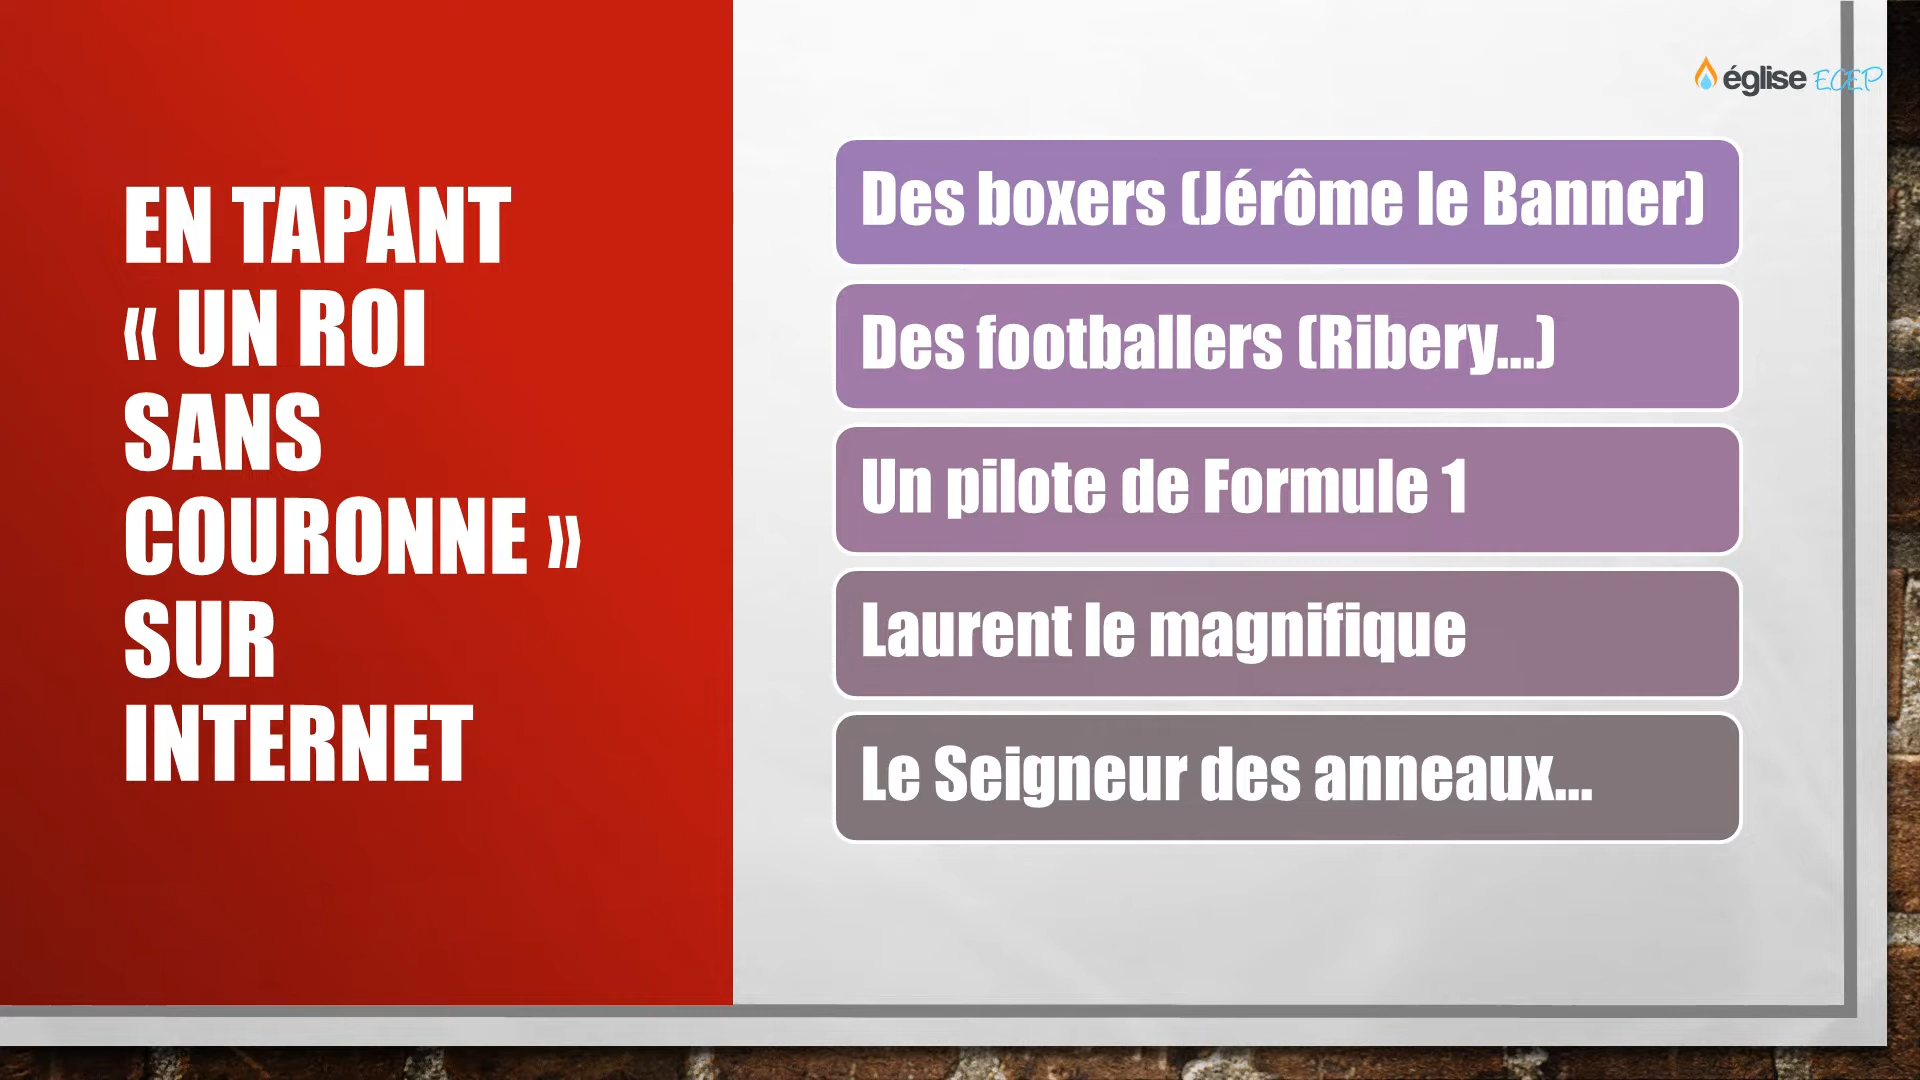 EN TAPANT
« UN ROI
SANS
COURONNE »
SUR
INTERNET
église ECEP
Des boxers (Jérôme le Banner)
Des footballers (Ribery...)
Un pilote de Formule 1
Laurent le magnifique
Le Seigneur des anneaux...